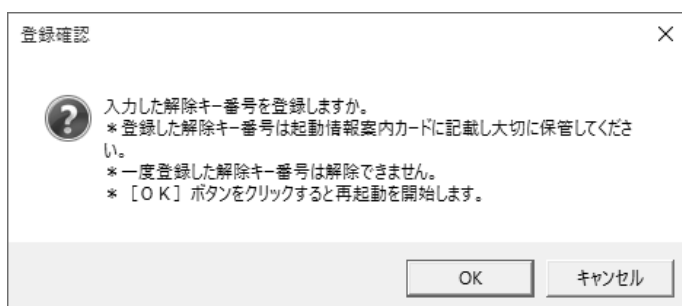 登録確認
入力した解除キー番号を登録しますか。
＊登録した解除キー番号は起動情報案内カードに記載し大切に保管してくださ
い。
＊一度登録した解除キー番号は解除できません。
＊ ［ＯＫ］ボタンをクリックすると再起動を開始します。
OK
キャンセル